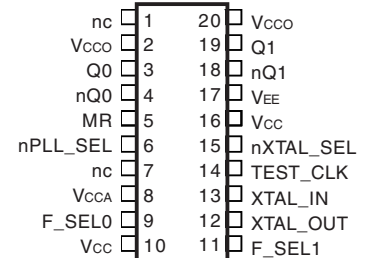 nc 1 20 VCCO
VCCO 2 19 Q1
Q0 3 18 nQ1
nQ0 4 17 VEE
MR 5 16 VCC
nPLL_SEL 6 15 nXTAL_SEL
nc 7 14 TEST_CLK
VCCA 8 13 XTAL_IN
F_SEL0 9 12 XTAL_OUT
VCC 10 11 F_SEL1